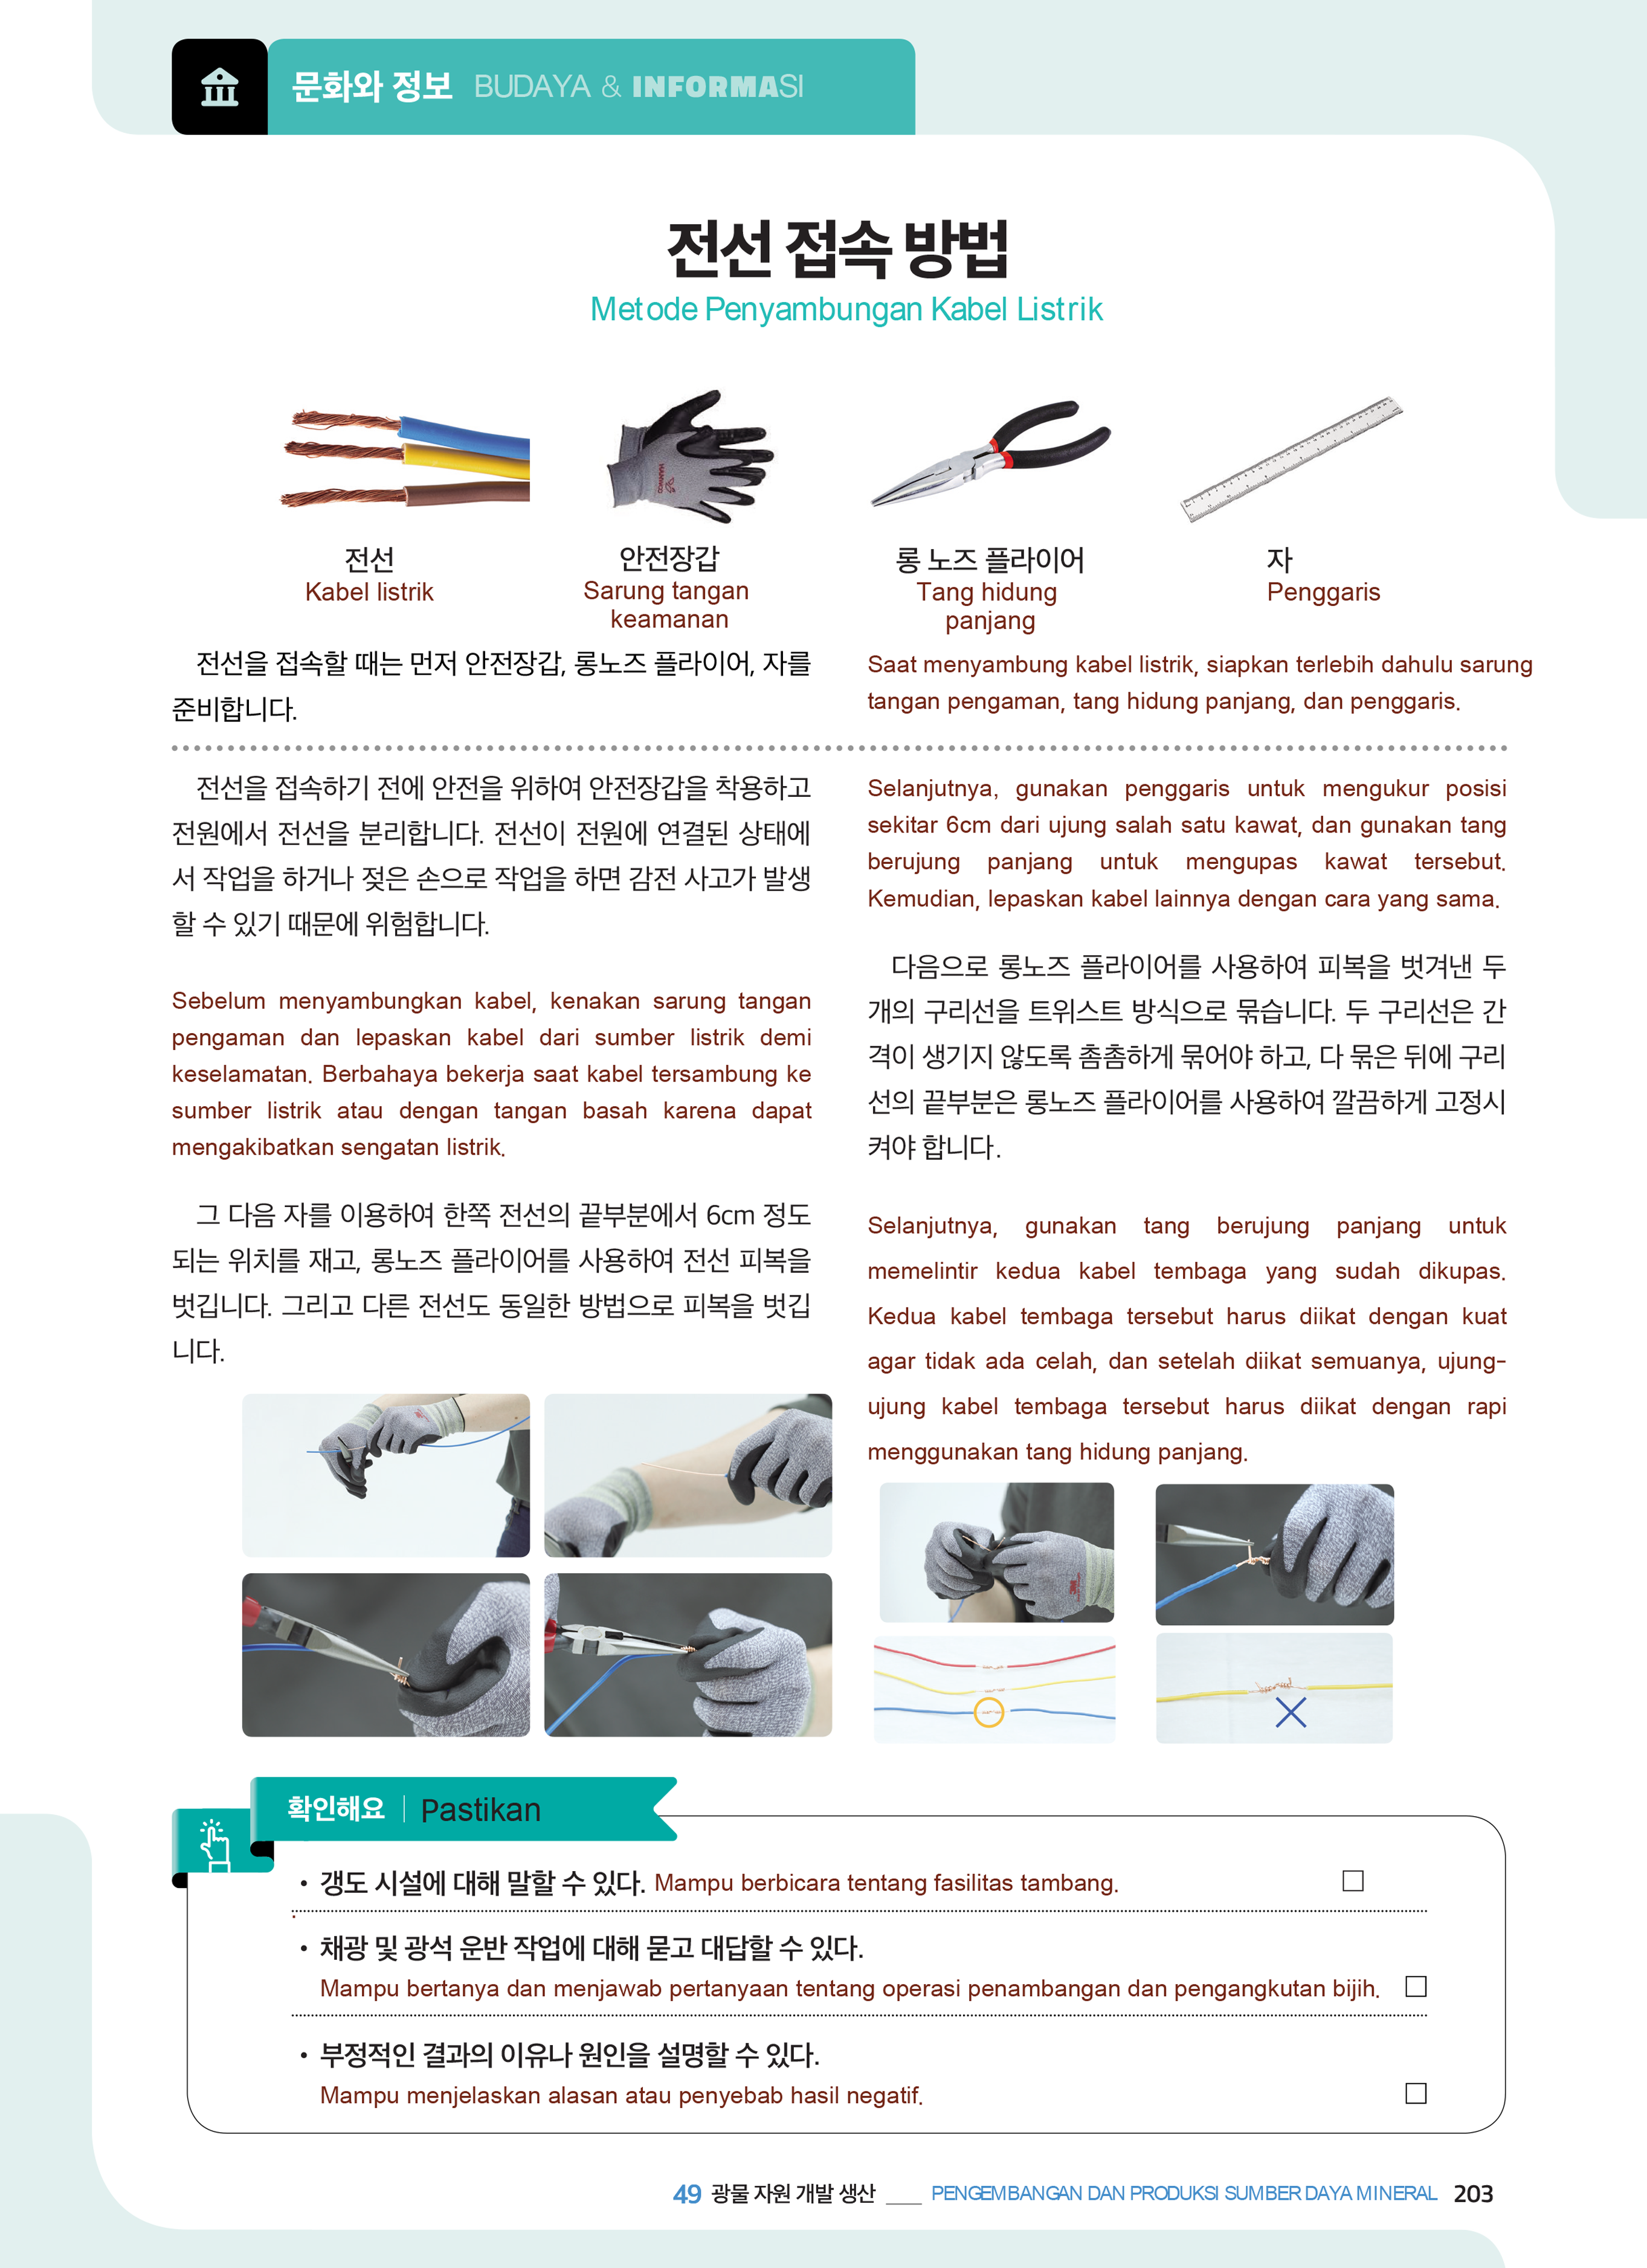 문화와 정보 BUDAYA & INFORMASI
전선 접속 방법
Metode Penyambungan Kabel Listrik
전선
Kabel listrik
안전장갑
Sarung tangan
keamanan
롱 노즈 플라이어
Tang hidung
panjang
자
Penggaris
전선을 접속할 때는 먼저 안전장갑, 롱노즈 플라이어, 자를
준비합니다.
Saat menyambung kabel listrik, siapkan terlebih dahulu sarung
tangan pengaman, tang hidung panjang, dan penggaris.
전선을 접속하기 전에 안전을 위하여 안전장갑을 착용하고
전원에서 전선을 분리합니다. 전선이 전원에 연결된 상태에
서 작업을 하거나 젖은 손으로 작업을 하면 감전 사고가 발생
할 수 있기 때문에 위험합니다.
Sebelum menyambungkan kabel, kenakan sarung tangan
pengaman dan lepaskan kabel dari sumber listrik demi
keselamatan. Berbahaya bekerja saat kabel tersambung ke
sumber listrik atau dengan tangan basah karena dapat
mengakibatkan sengatan listrik.
그 다음 자를 이용하여 한쪽 전선의 끝부분에서 6cm 정도
되는 위치를 재고, 롱노즈 플라이어를 사용하여 전선 피복을
벗깁니다. 그리고 다른 전선도 동일한 방법으로 피복을 벗깁
니다.
Selanjutnya, gunakan penggaris untuk mengukur posisi
sekitar 6cm dari ujung salah satu kawat, dan gunakan tang
berujung panjang untuk mengupas kawat tersebut.
Kemudian, lepaskan kabel lainnya dengan cara yang sama.
다음으로 롱노즈 플라이어를 사용하여 피복을 벗겨낸 두
개의 구리선을 트위스트 방식으로 묶습니다. 두 구리선은 간
격이 생기지 않도록 촘촘하게 묶어야 하고, 다 묶은 뒤에 구리
선의 끝부분은 롱노즈 플라이어를 사용하여 깔끔하게 고정시
켜야 합니다.
Selanjutnya, gunakan tang berujung panjang untuk
memelintir kedua kabel tembaga yang sudah dikupas.
Kedua kabel tembaga tersebut harus diikat dengan kuat
agar tidak ada celah, dan setelah diikat semuanya, ujung-
ujung kabel tembaga tersebut harus diikat dengan rapi
menggunakan tang hidung panjang.
확인해요 | Pastikan
• 갱도 시설에 대해 말할 수 있다. Mampu berbicara tentang fasilitas tambang.
.
• 채광 및 광석 운반 작업에 대해 묻고 대답할 수 있다.
Mampu bertanya dan menjawab pertanyaan tentang operasi penambangan dan pengangkutan bijih.
• 부정적인 결과의 이유나 원인을 설명할 수 있다.
Mampu menjelaskan alasan atau penyebab hasil negatif.
49 광물 자원 개발 생산 ___ PENGEMBANGAN DAN PRODUKSI SUMBER DAYA MINERAL 203